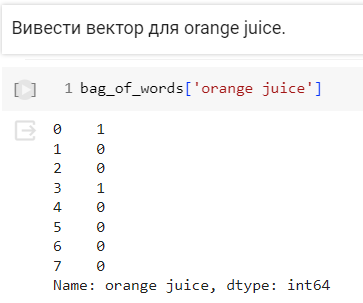 Вывести вектор для orange juice.
[ ] 1 bag_of_words['orange juice']
0 1
1 0
2 0
3 1
4 0
5 0
6 0
7 0
Name: orange juice, dtype: int64